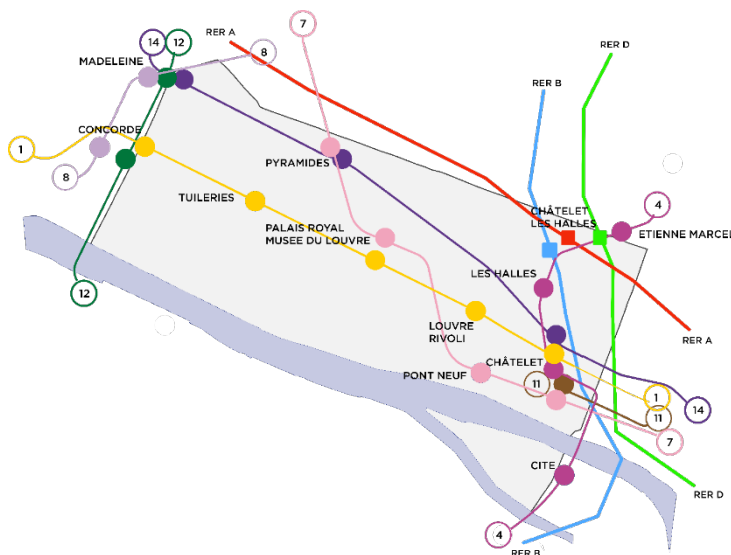 7
14
12
RER A
8
RER D
MADELEINE
RER B
CONCORDE
1
PYRAMIDES
8
TUILERIES
4
CHÂTELET
LES HALLES
ETIENNE MARCEL
PALAIS ROYAL
MUSEE DU LOUVRE
LES HALLES
12
LOUVRE
RIVOLI
RER A
CHÂTELET
PONT NEUF
11
1
14
11
7
CITE
RER D
4
RER B